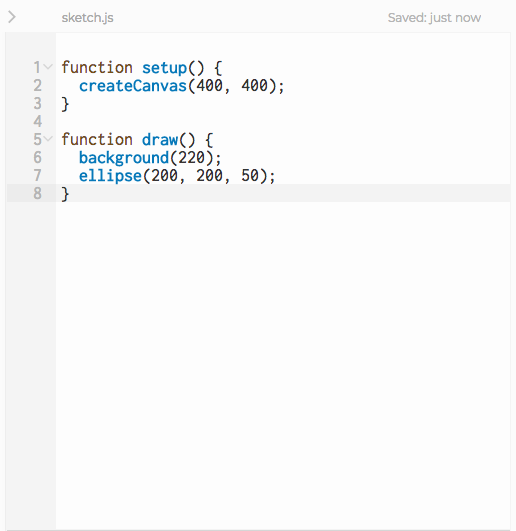 sketch.js Saved: just now
1 function setup() {
2   createCanvas(400, 400);
3 }
4
5 function draw() {
6   background(220);
7   ellipse(200, 200, 50);
8 }